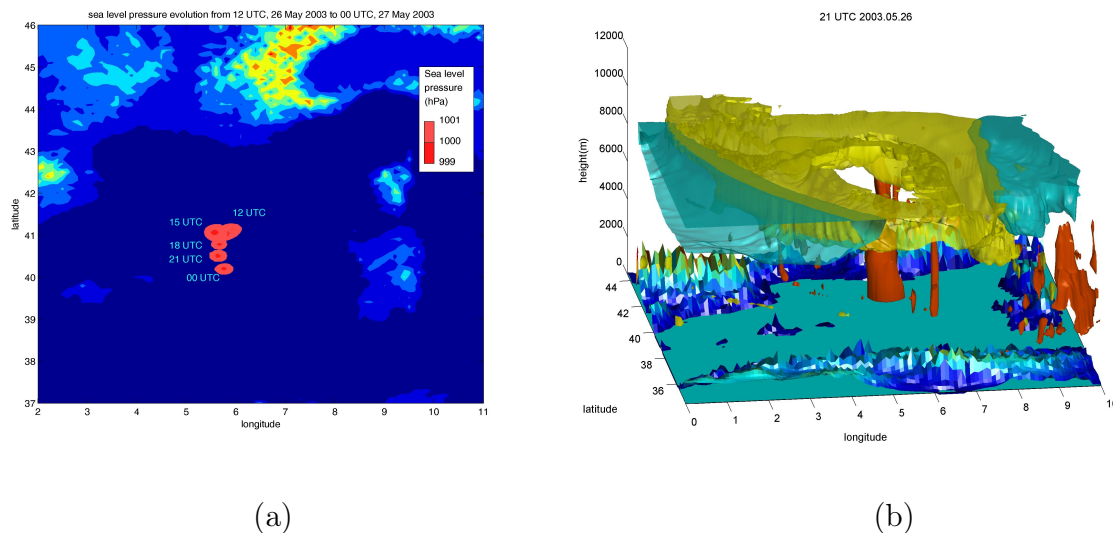 sea level pressure evolution from 12 UTC, 26 May 2003 to 00 UTC, 27 May 2003
46
45
44
43
42
41
40
39
38
37
latitude
2 3 4 5 6 7 8 9 10 11
longitude
Sea level
pressure
(hPa)
1001
1000
999
12 UTC
15 UTC
18 UTC
21 UTC
00 UTC
(a)
21 UTC 2003.05.26
12000
10000
8000
6000
4000
2000
0
height(m)
44
42
40
38
36
latitude
0 1 2 3 4 5 6 7 8 9 10
longitude
(b)